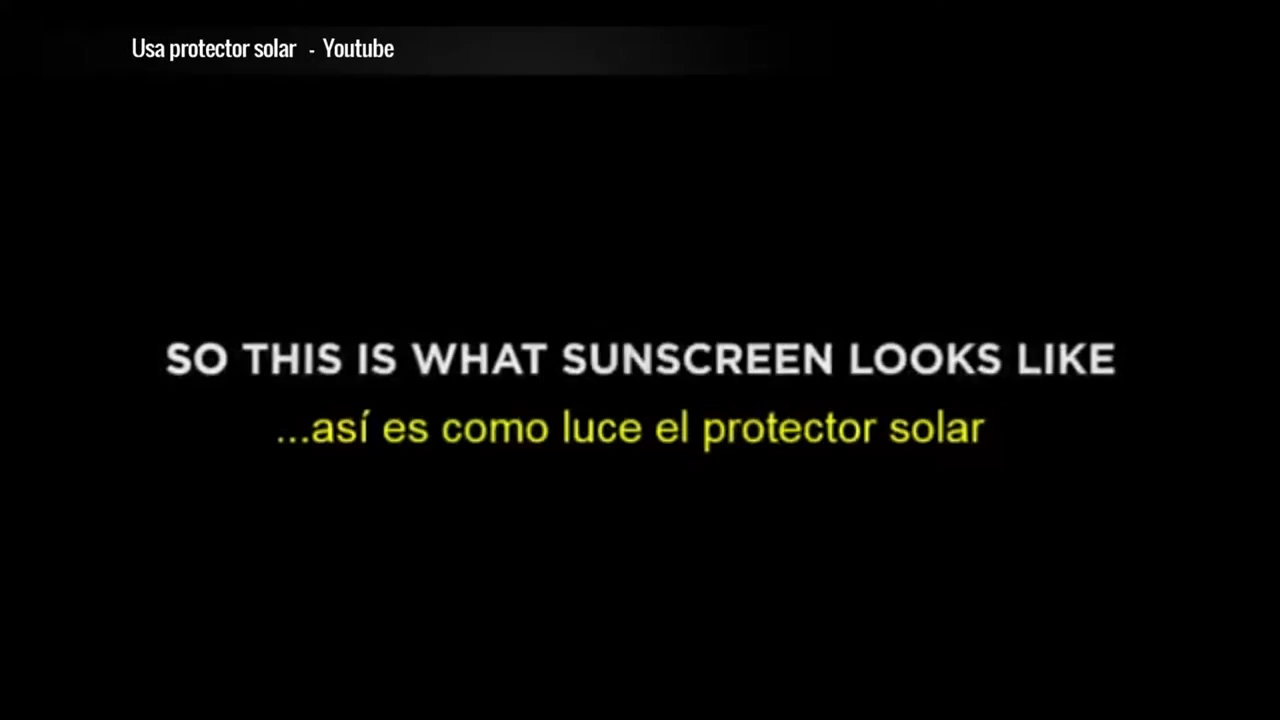 Usa protector solar - Youtube
SO THIS IS WHAT SUNSCREEN LOOKS LIKE
...así es como luce el protector solar